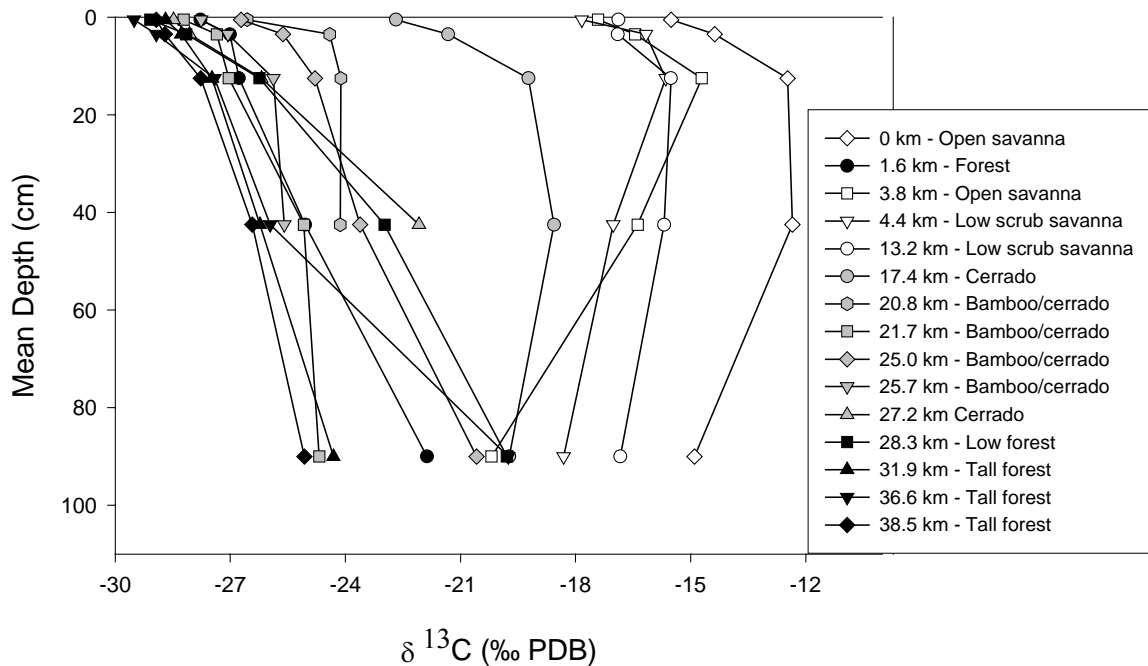 0
20
40
60
80
100
Mean Depth (cm)
-30
-27
-24
-21
-18
-15
-12
δ 13C (‰ PDB)
0 km - Open savanna
1.6 km - Forest
3.8 km - Open savanna
4.4 km - Low scrub savanna
13.2 km - Low scrub savanna
17.4 km - Cerrado
20.8 km - Bamboo/cerrado
21.7 km - Bamboo/cerrado
25.0 km - Bamboo/cerrado
25.7 km - Bamboo/cerrado
27.2 km Cerrado
28.3 km - Low forest
31.9 km - Tall forest
36.6 km - Tall forest
38.5 km - Tall forest